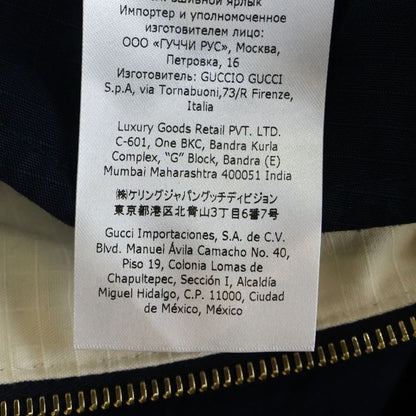 вшивной ярлык
Импортер и уполномоченное
изготовителем лицо:
ООО «ГУЧЧИ РУС», Москва,
Петровка, 16
Изготовитель: GUCCIO GUCCI
S.p.A, via Tornabuoni,73/R Firenze,
Italia
Luxury Goods Retail PVT. LTD.
C-601, One BKC, Bandra Kurla
Complex, "G" Block, Bandra (E)
Mumbai Maharashtra 400051 India
㈱ケリングジャパングッチディビジョン
東京都港区北青山3丁目6番7号
Gucci Importaciones, S.A. de C.V.
Blvd. Manuel Ávila Camacho No. 40,
Piso 19, Colonia Lomas de
Chapultepec, Sección I, Alcaldía
Miguel Hidalgo, C.P. 11000, Ciudad
de México, México